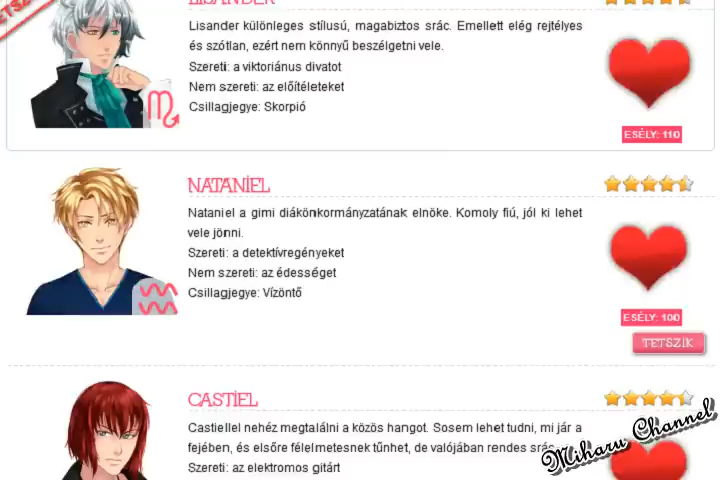 LISANDER
Lisander különleges stílusú, magabiztos srác. Emellett elég rejtélyes
és szótlan, ezért nem könnyű beszélgetni vele.
Szereti: a viktoriánus divatot
Nem szereti: az előítéleteket
Csillagjegye: Skorpió
ESÉLY: 110
NATANIEL
Nataniel a gimi diákönkormányzatának elnöke. Komoly fiú, jól ki lehet
vele jönni.
Szereti: a detektívregényeket
Nem szereti: az édességet
Csillagjegye: Vízöntő
ESÉLY: 100
TETSZIK
CASTIEL
Castiellel nehéz megtalálni a közös hangot. Sosem lehet tudni, mi jár a
fejében, és elsőre félelmetesnek tűnhet, de valójában rendes
Szereti: az elektromos gitárt
Miharu Channel